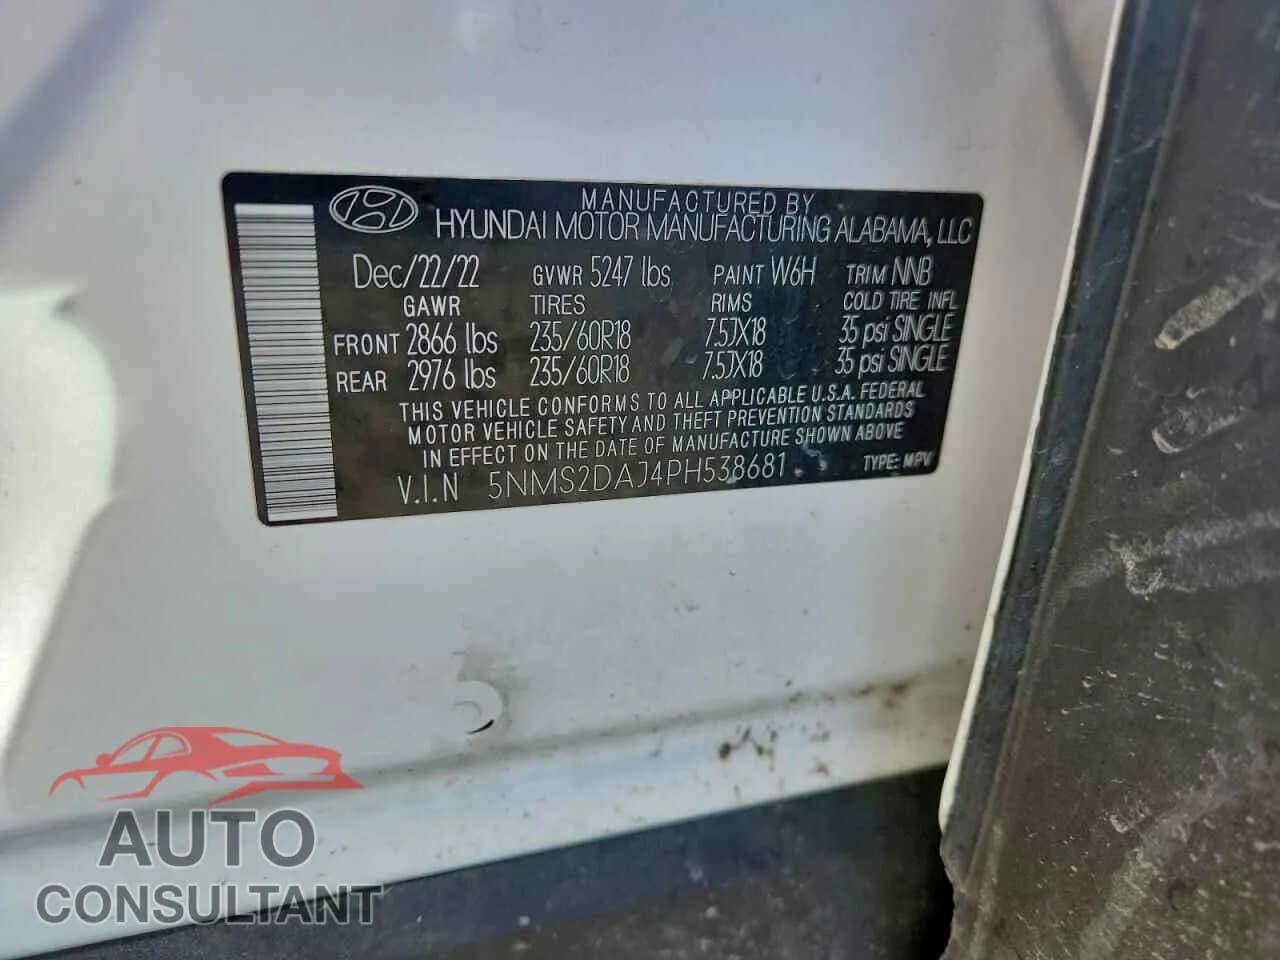 MANUFACTURED BY
HYUNDAI MOTOR MANUFACTURING ALABAMA, LLC
Dec/22/22 GVWR 5247 lbs PAINT W6H TRIM NNB
GAWR TIRES RIMS COLD TIRE INFL
FRONT 2866 lbs 235/60R18 7.5JX18 35 psi SINGLE
REAR 2976 lbs 235/60R18 7.5JX18 35 psi SINGLE
THIS VEHICLE CONFORMS TO ALL APPLICABLE U.S.A. FEDERAL
MOTOR VEHICLE SAFETY AND THEFT PREVENTION STANDARDS
IN EFFECT ON THE DATE OF MANUFACTURE SHOWN ABOVE
V.I.N 5NMS2DAJ4PH538681 TYPE: MPV
AUTO
CONSULTANT